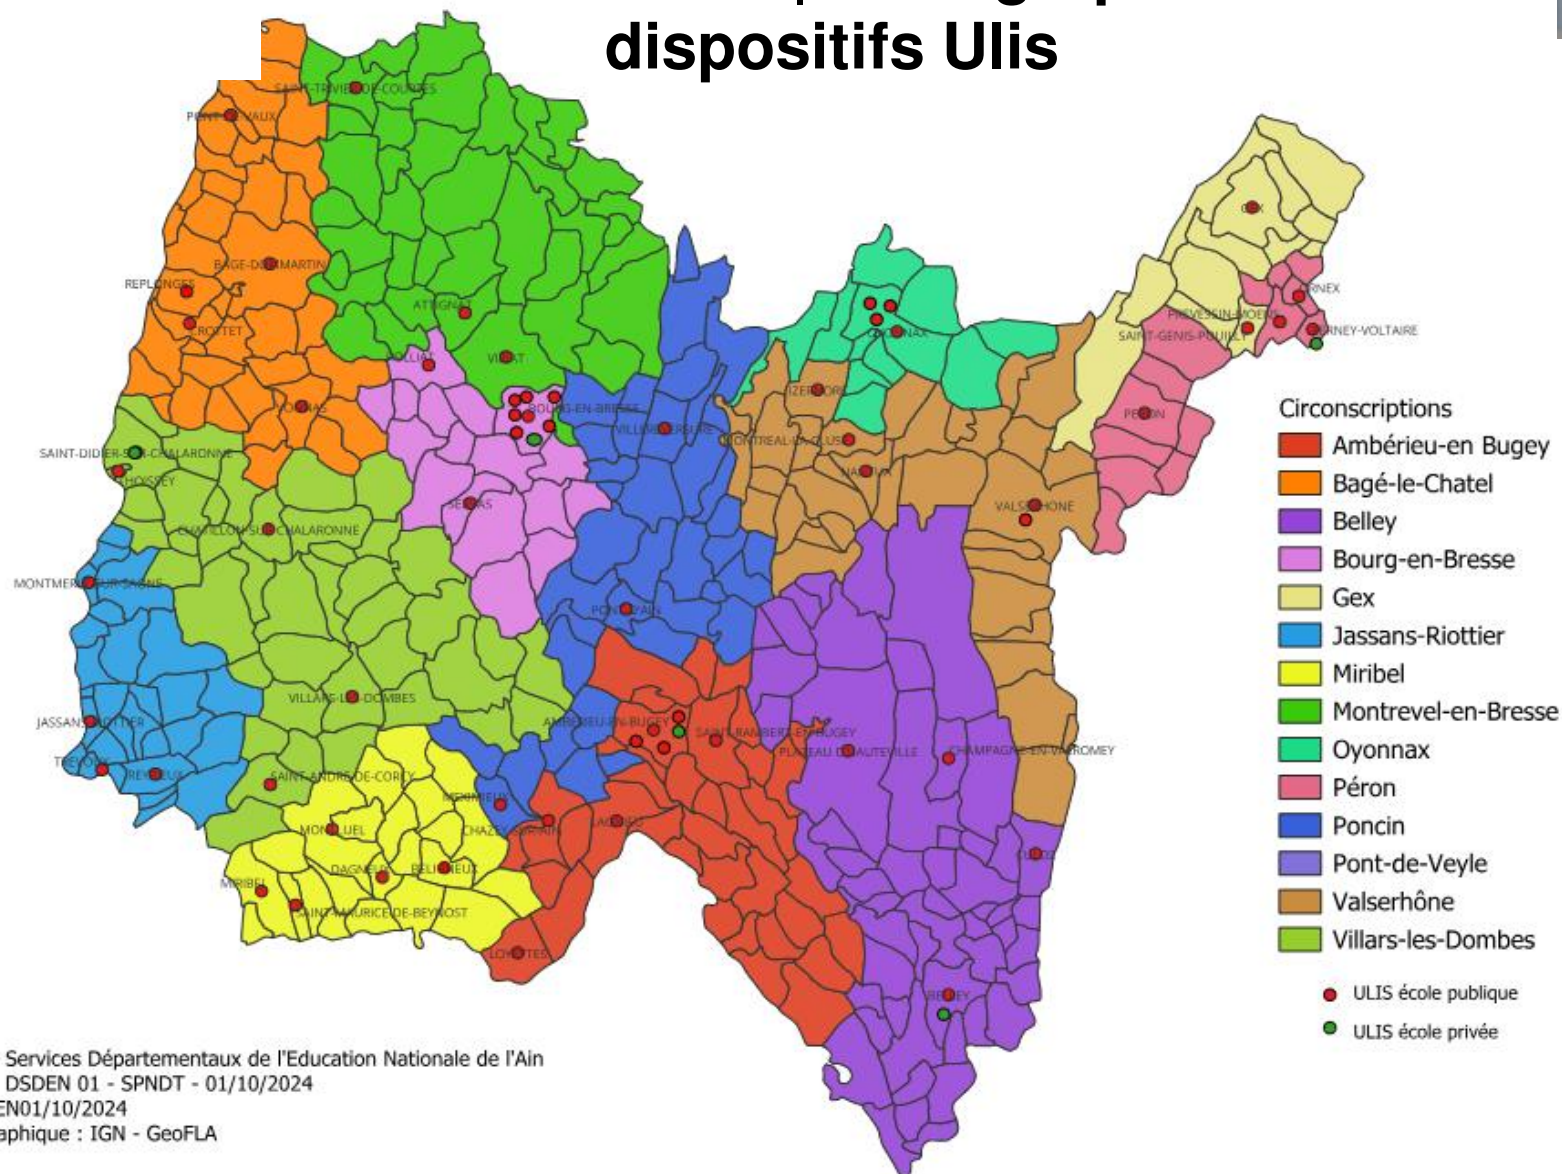 dispositifs Ulis
SAINT-TRIVIER-DE-COURTES
PONT-DE-VAUX
GEX
BAGE-DOMMARTIN
REPLONGES
ORNEX
ATTIGNAT
PREVESSIN-MOENS
CROTTET
OYONNAX
FERNEY-VOLTAIRE
SAINT-GENIS-POUILLY
POLLIAT
VIRIAT
IZERNORE
VONNAS
BOURG-EN-BRESSE
PERON
VILLEREVERSURE
MONTREAL-LA-CLUSE
SAINT-DIDIER-SUR-CHALARONNE
NANTUA
THOISSEY
SERVAS
VALSERHONE
CHATILLON-SUR-CHALARONNE
MONTMERLE-SUR-SAONE
PONT-D'AIN
VILLARS-LES-DOMBES
JASSANS-RIOTTIER
AMBERIEU-EN-BUGEY
SAINT-RAMBERT-EN-BUGEY
PLATEAU D'HAUTEVILLE
CHAMPAGNE-EN-VALROMEY
TREVOUX
REYRIEUX
SAINT-ANDRE-DE-CORCY
MEXIMIEUX
MONTLUEL
CHAZEY-SUR-AIN
LAGNIEU
CULOZ
DAGNEUX
BELIGNEUX
MIRIBEL
SAINT-MAURICE-DE-BEYNOST
LOYETTES
BELLEY
Circonscriptions
Ambérieu-en Bugey
Bagé-le-Chatel
Belley
Bourg-en-Bresse
Gex
Jassans-Riottier
Miribel
Montrevel-en-Bresse
Oyonnax
Péron
Poncin
Pont-de-Veyle
Valserhône
Villars-les-Dombes
ULIS école publique
ULIS école privée
Services Départementaux de l'Education Nationale de l'Ain
DSDEN 01 - SPNDT - 01/10/2024
EN01/10/2024
aphique : IGN - GeoFLA